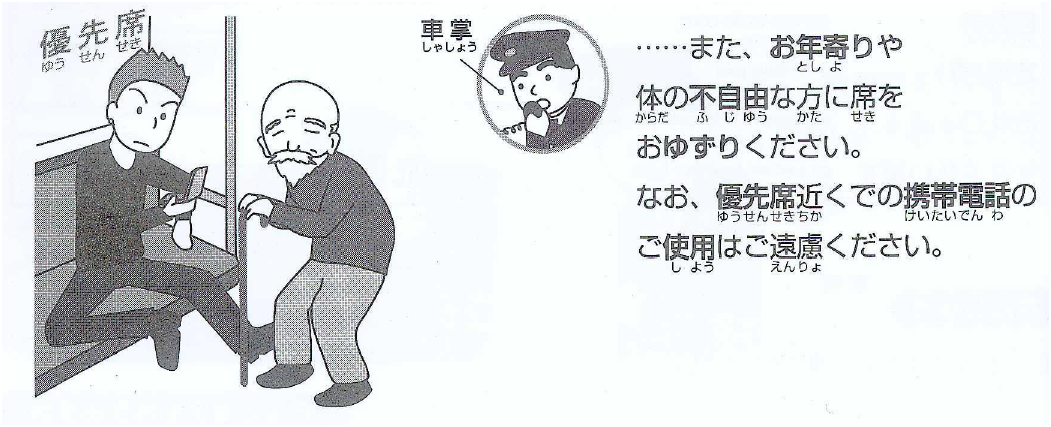 優先席
ゆうせんせき
車掌
しゃしょう
……また、お年寄りや
としよ
体の不自由な方に席を
からだ ふじゆう かた せき
おゆずりください。
なお、優先席近くでの携帯電話の
ゆうせんせきちか けいたいでんわ
ご使用はご遠慮ください。
しよう えんりょ